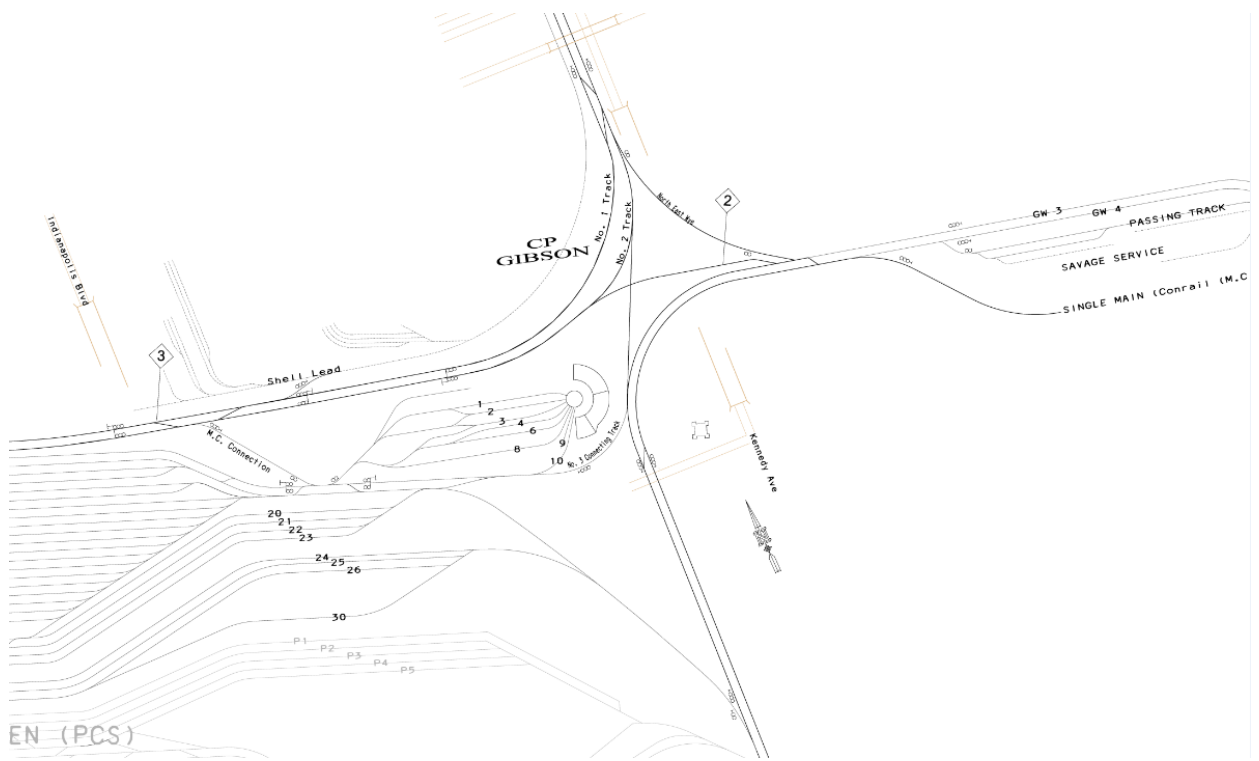 2
North East Wye
GW 3
GW 4
PASSING TRACK
No. 1 Track
No. 2 Track
CP
GIBSON
Indianapolis Blvd
SAVAGE SERVICE
SINGLE MAIN (Conrail (M.C
3
Shell Lead
1
2
3
4
6
8
9
10
No. 3 Connecting Track
M.C. Connection
Kennedy Ave
20
21
22
23
24
25
26
30
P1
P2
P3
P4
P5
EN (PCS)